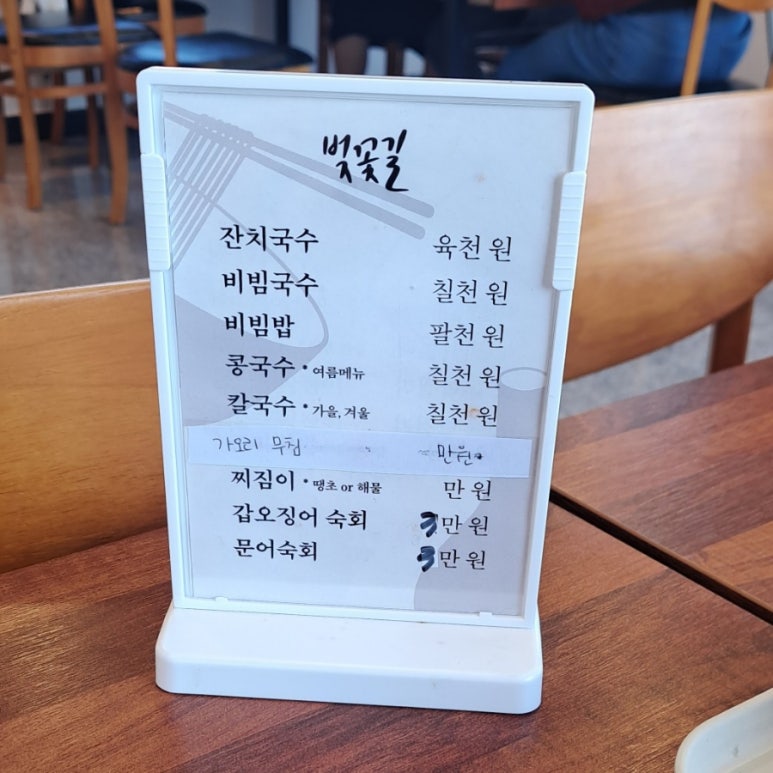 벚꽃길
잔치국수 육천 원
비빔국수 칠천 원
비빔밥 팔천 원
콩국수 • 여름메뉴 칠천 원
칼국수 • 가을, 겨울 칠천 원
가오리 무침 만원
찌짐이 • 땡초 or 해물 만 원
갑오징어 숙회 3만 원
문어숙회 3만 원